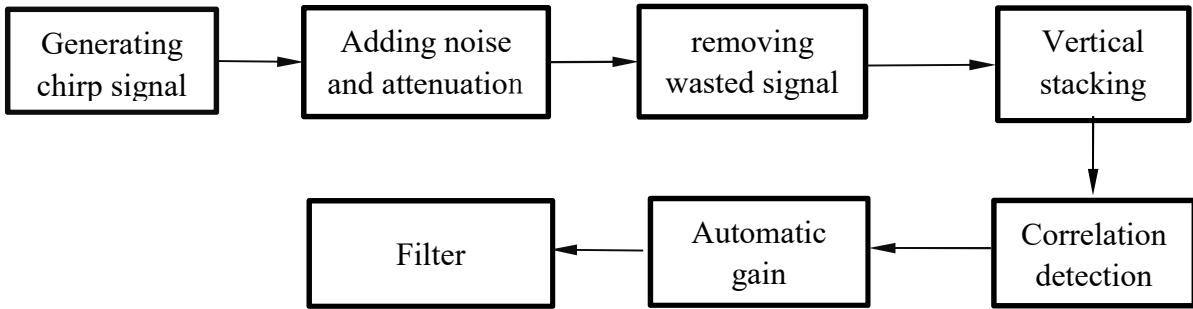 Generating
chirp signal
Adding noise
and attenuation
removing
wasted signal
Vertical
stacking
Correlation
detection
Automatic
gain
Filter